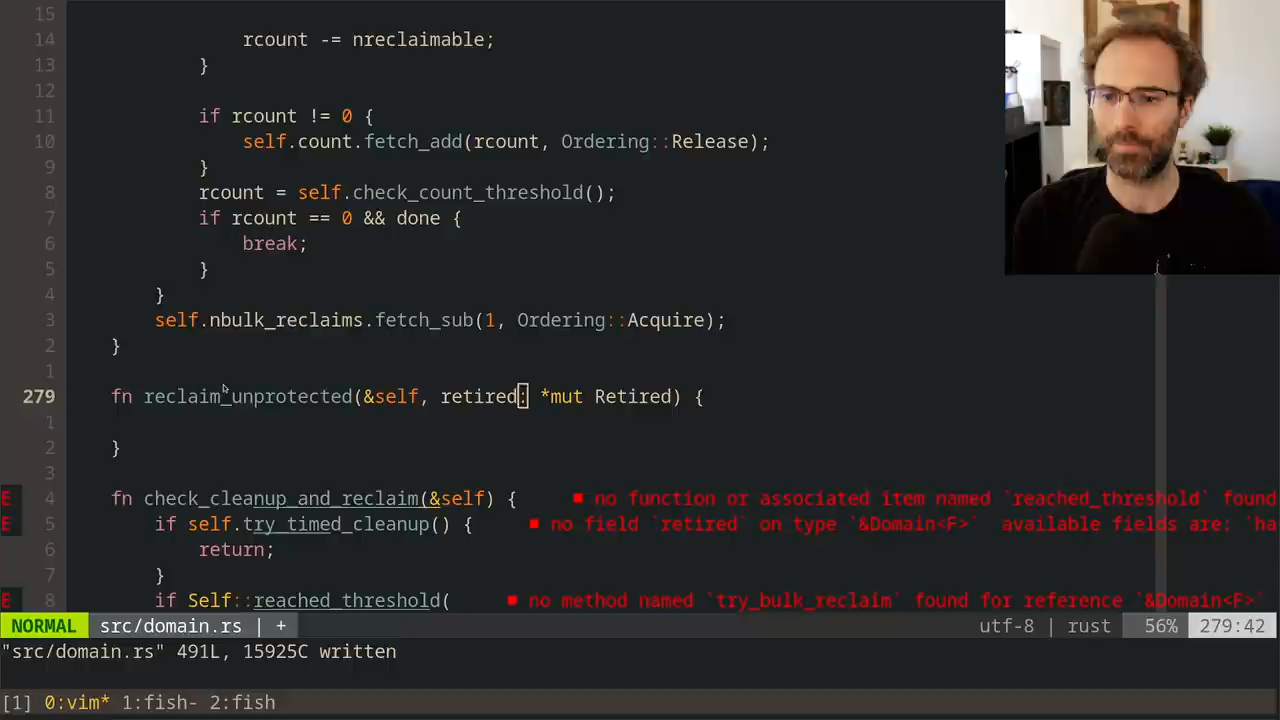 15
14 rcount -= nreclaimable;
13 }
12
11 if rcount != 0 {
10 self.count.fetch_add(rcount, Ordering::Release);
9 }
8 rcount = self.check_count_threshold();
7 if rcount == 0 && done {
6 break;
5 }
4 }
3 self.nbulk_reclaims.fetch_sub(1, Ordering::Acquire);
2 }
1
279 fn reclaim_unprotected(&self, retired: *mut Retired) {
1
2 }
3
E 4 fn check_cleanup_and_reclaim(&self) { ■ no function or associated item named `reached_threshold` found
E 5 if self.try_timed_cleanup() { ■ no field `retired` on type `&Domain<F>` available fields are: `ha
6 return;
7 }
E 8 if Self::reached_threshold( ■ no method named `try_bulk_reclaim` found for reference `&Domain<F>`
NORMAL src/domain.rs | + utf-8 | rust 56% 279:42
"src/domain.rs" 491L, 15925C written
[1] 0:vim* 1:fish- 2:fish